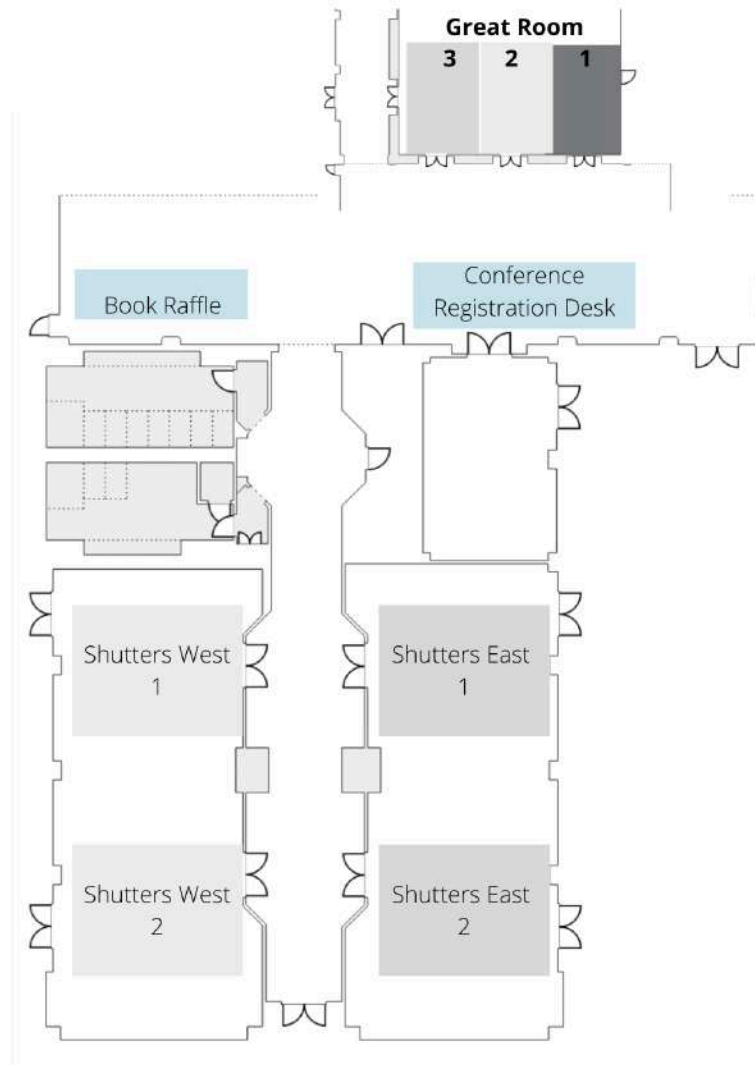 Great Room
3 2 1
Book Raffle
Conference
Registration Desk
Shutters West
1
Shutters East
1
Shutters West
2
Shutters East
2